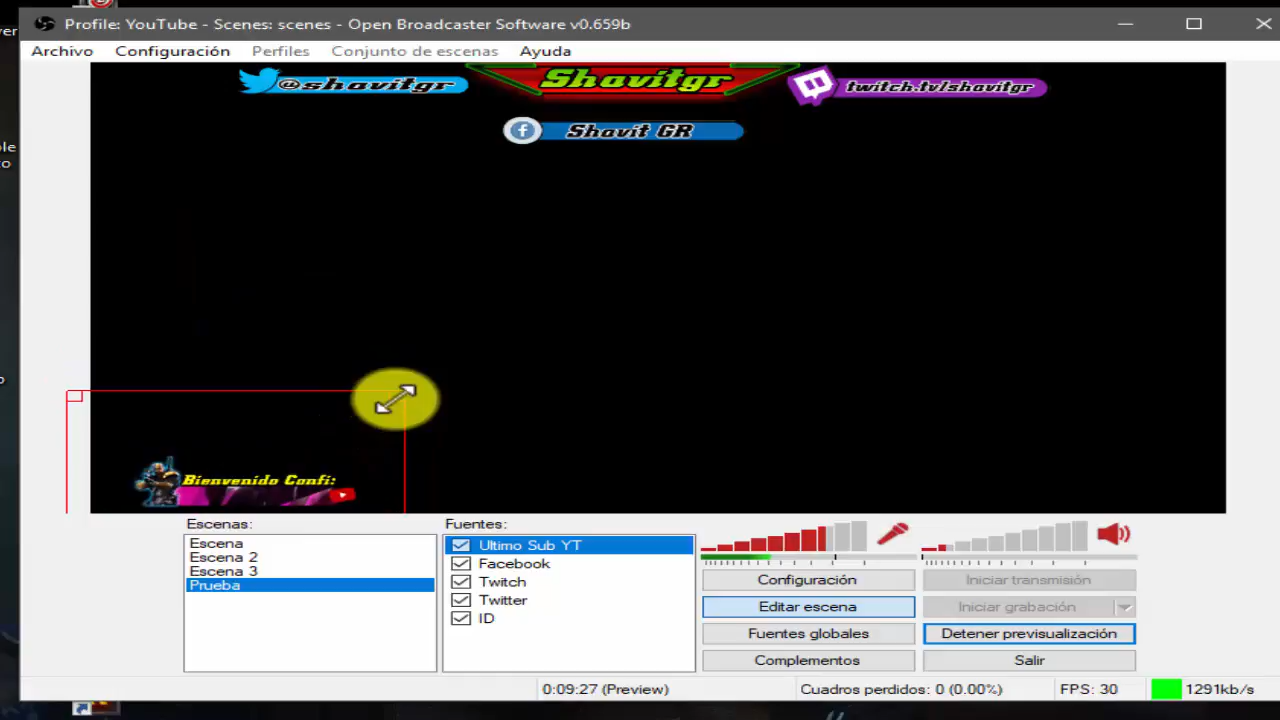 Profile: YouTube - Scenes: scenes - Open Broadcaster Software v0.659b
Archivo Configuración Perfiles Conjunto de escenas Ayuda
@shavitgr
Shavitgr
twitch.tv/shavitgr
Shavit GR
Bienvenido Confi:
Escenas:
Escena
Escena 2
Escena 3
Prueba
Fuentes:
Ultimo Sub YT
Facebook
Twitch
Twitter
ID
Configuración
Iniciar transmisión
Editar escena
Iniciar grabación
Fuentes globales
Detener previsualización
Complementos
Salir
0:09:27 (Preview)
Cuadros perdidos: 0 (0.00%)
FPS: 30
1291kb/s